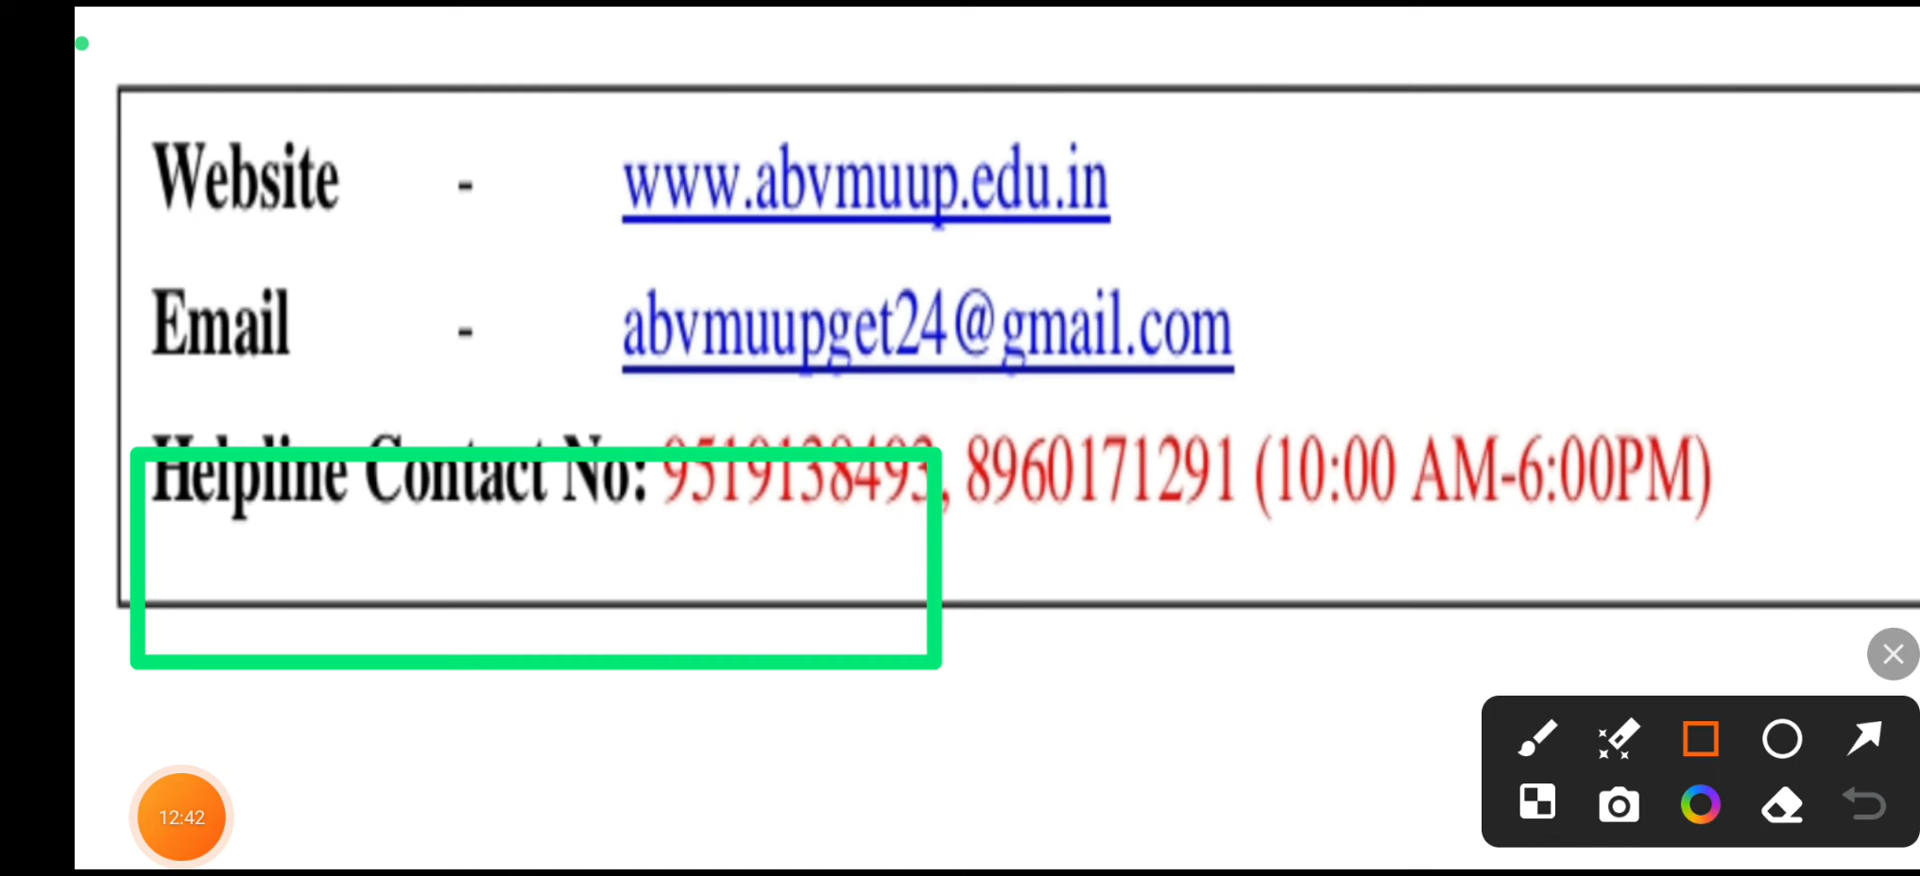 Website - www.abvmuup.edu.in
Email - abvmuupget24@gmail.com
Helpline Contact No: 9519138493, 8960171291 (10:00 AM-6:00PM)
12:42